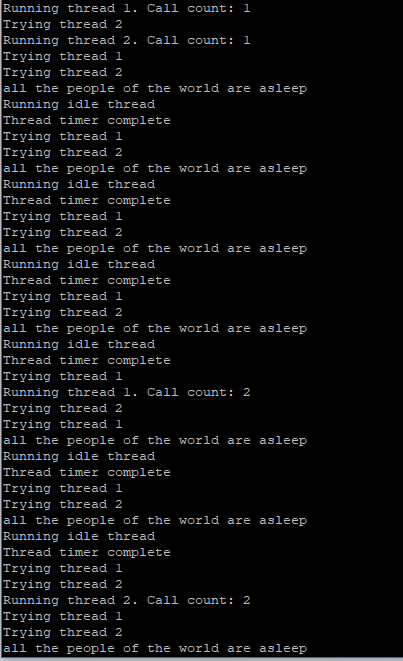 Running thread 1. Call count: 1
Trying thread 2
Running thread 2. Call count: 1
Trying thread 1
Trying thread 2
all the people of the world are asleep
Running idle thread
Thread timer complete
Trying thread 1
Trying thread 2
all the people of the world are asleep
Running idle thread
Thread timer complete
Trying thread 1
Trying thread 2
all the people of the world are asleep
Running idle thread
Thread timer complete
Trying thread 1
Trying thread 2
all the people of the world are asleep
Running idle thread
Thread timer complete
Trying thread 1
Running thread 1. Call count: 2
Trying thread 2
Trying thread 1
all the people of the world are asleep
Running idle thread
Thread timer complete
Trying thread 1
Trying thread 2
all the people of the world are asleep
Running idle thread
Thread timer complete
Trying thread 1
Trying thread 2
Running thread 2. Call count: 2
Trying thread 1
Trying thread 2
all the people of the world are asleep